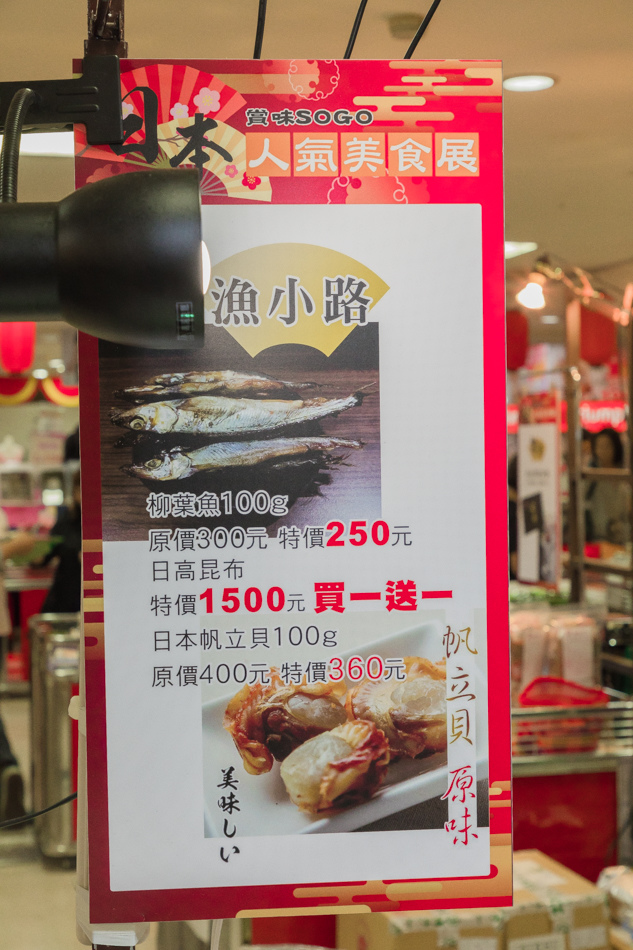 日本
賞味SOGO
人氣美食展
漁小路
柳葉魚100g
原價300元 特價250元
日高昆布
特價1500元 買一送一
日本帆立貝100g
原價400元 特價360元
帆立貝 原味
美味しい